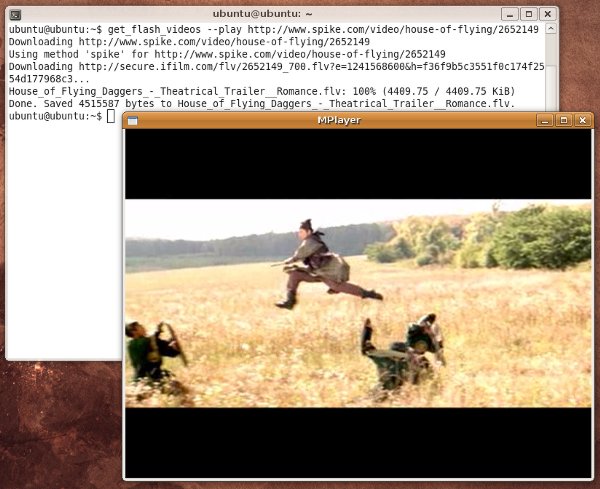 ubuntu@ubuntu: ~
ubuntu@ubuntu:~$ get_flash_videos --play http://www.spike.com/video/house-of-flying/2652149
Downloading http://www.spike.com/video/house-of-flying/2652149
Using method 'spike' for http://www.spike.com/video/house-of-flying/2652149
Downloading http://secure.ifilm.com/flv/2652149_700.flv?e=1241568600&h=f36f9b5c3551f0c174f25
54d177968c3...
House_of_Flying_Daggers_-_Theatrical_Trailer__Romance.flv: 100% (4409.75 / 4409.75 KiB)
Done. Saved 4515587 bytes to House_of_Flying_Daggers_-_Theatrical_Trailer__Romance.flv.
ubuntu@ubuntu:~$
MPlayer